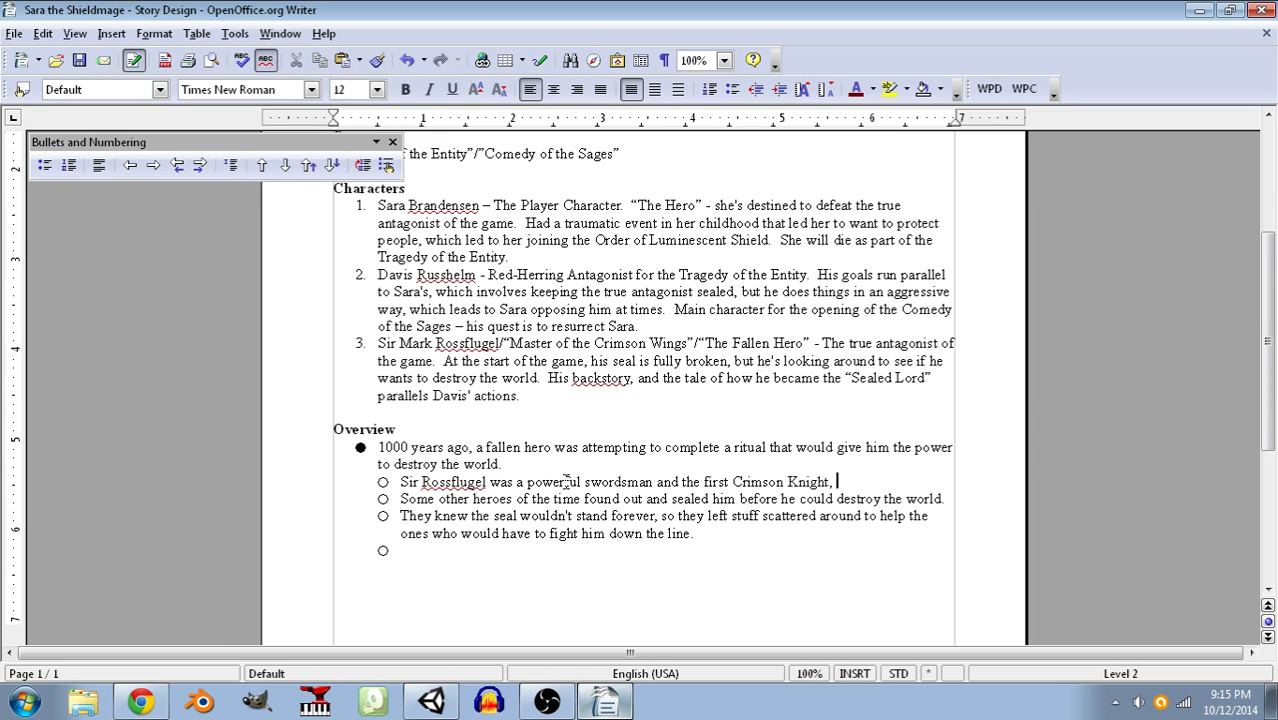 Sara the Shieldmage - Story Design - OpenOffice.org Writer
File Edit View Insert Format Table Tools Window Help
100%
Default Times New Roman 12 WPD WPC
1 2 3 4 5 6 7
Bullets and Numbering
of the Entity”/”Comedy of the Sages”
Characters
1. Sara Brandensen – The Player Character. “The Hero” - she's destined to defeat the true
antagonist of the game. Had a traumatic event in her childhood that led her to want to protect
people, which led to her joining the Order of Luminescent Shield. She will die as part of the
Tragedy of the Entity.
2. Davis Russhelm - Red-Herring Antagonist for the Tragedy of the Entity. His goals run parallel
to Sara's, which involves keeping the true antagonist sealed, but he does things in an aggressive
way, which leads to Sara opposing him at times. Main character for the opening of the Comedy
of the Sages – his quest is to resurrect Sara.
3. Sir Mark Rossflugel/“Master of the Crimson Wings”/“The Fallen Hero” - The true antagonist of
the game. At the start of the game, his seal is fully broken, but he's looking around to see if he
wants to destroy the world. His backstory, and the tale of how he became the “Sealed Lord”
parallels Davis' actions.
Overview
1000 years ago, a fallen hero was attempting to complete a ritual that would give him the power
to destroy the world.
Sir Rossflugel was a powerful swordsman and the first Crimson Knight,
Some other heroes of the time found out and sealed him before he could destroy the world.
They knew the seal wouldn't stand forever, so they left stuff scattered around to help the
ones who would have to fight him down the line.
2
3
4
5
6
7
Page 1 / 1 Default English (USA) 100% INSRT STD * Level 2
9:15 PM
10/12/2014